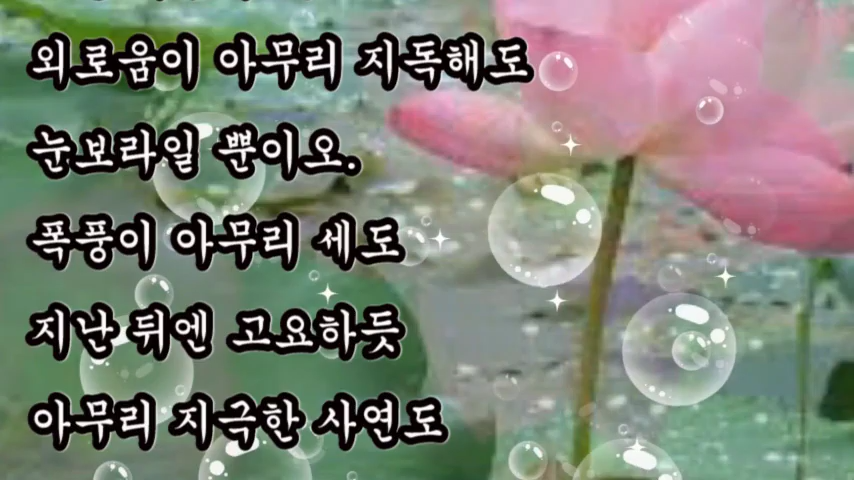 외로움이 아무리 지독해도
눈보라일 뿐이오.
폭풍이 아무리 세도
지난 뒤엔 고요하듯
아무리 지극한 사연도